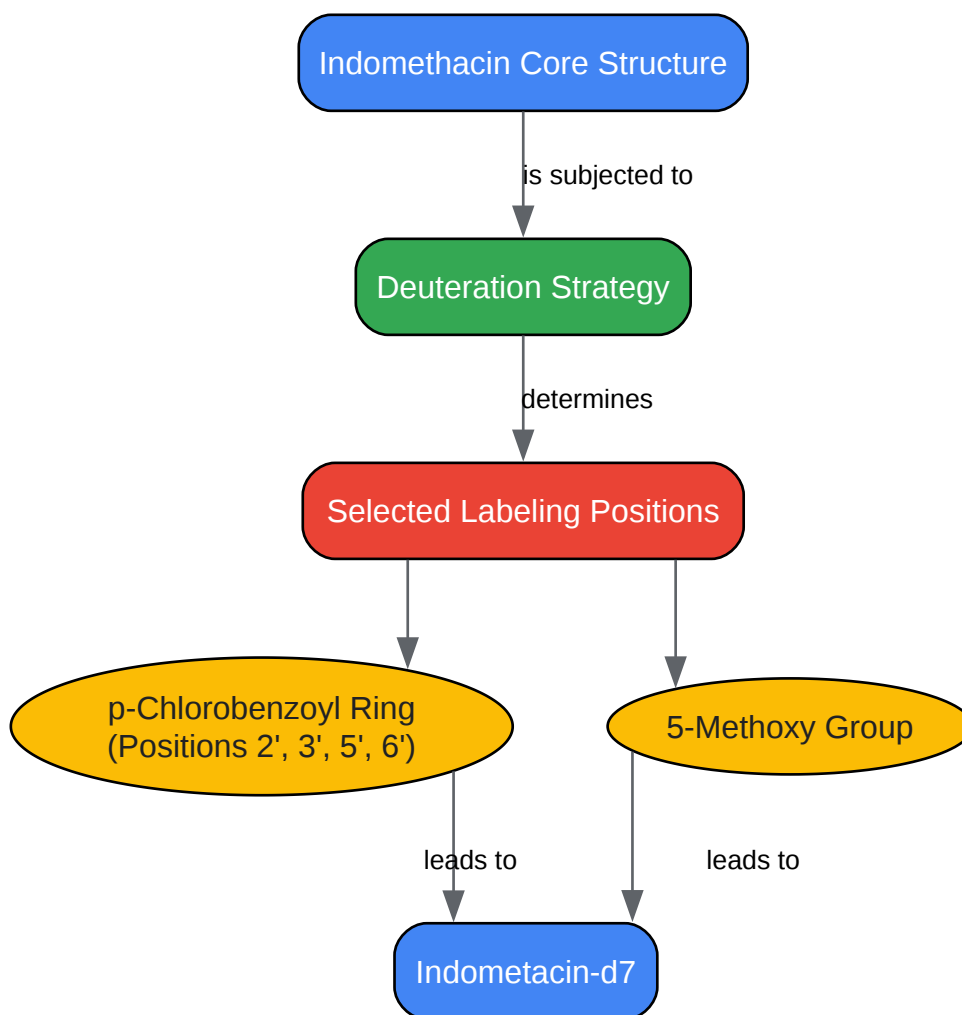 Indomethacin Core Structure
is subjected to
Deuteration Strategy
determines
Selected Labeling Positions
p-Chlorobenzoyl Ring
(Positions 2', 3', 5', 6')
5-Methoxy Group
leads to
leads to
Indometacin-d7